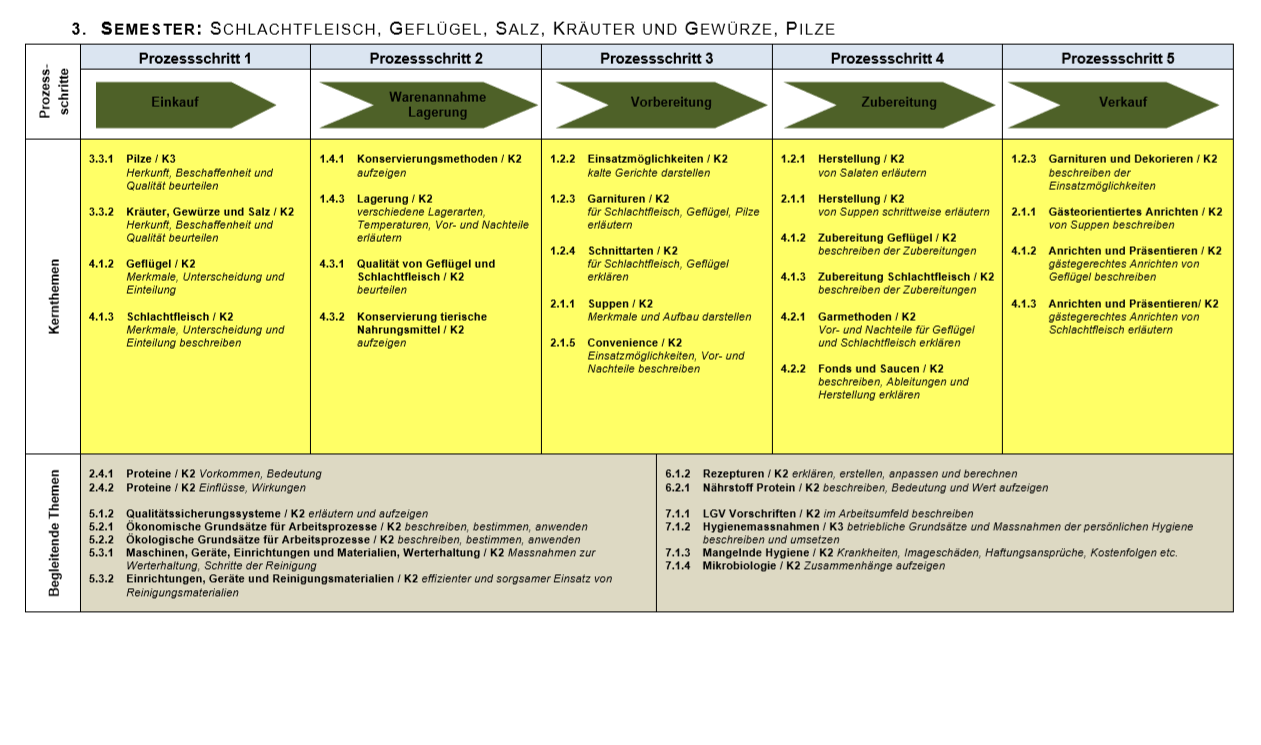 3. SEMESTER: SCHLACHTFLEISCH, GEFLÜGEL, SALZ, KRÄUTER UND GEWÜRZE, PILZE
Prozess-
schritte
Prozessschritt 1
Prozessschritt 2
Prozessschritt 3
Prozessschritt 4
Prozessschritt 5
Einkauf
Warenannahme
Lagerung
Vorbereitung
Zubereitung
Verkauf
Kernthemen
3.3.1 Pilze / K3
Herkunft, Beschaffenheit und
Qualität beurteilen
3.3.2 Kräuter, Gewürze und Salz / K2
Herkunft, Beschaffenheit und
Qualität beurteilen
4.1.2 Geflügel / K2
Merkmale, Unterscheidung und
Einteilung
4.1.3 Schlachtfleisch / K2
Merkmale, Unterscheidung und
Einteilung beschreiben
1.4.1 Konservierungsmethoden / K2
aufzeigen
1.4.3 Lagerung / K2
verschiedene Lagerarten,
Temperaturen, Vor- und Nachteile
erläutern
4.3.1 Qualität von Geflügel und
Schlachtfleisch / K2
beurteilen
4.3.2 Konservierung tierische
Nahrungsmittel / K2
aufzeigen
1.2.2 Einsatzmöglichkeiten / K2
kalte Gerichte darstellen
1.2.3 Garnituren / K2
für Schlachtfleisch, Geflügel, Pilze
erläutern
1.2.4 Schnittarten / K2
für Schlachtfleisch, Geflügel
erklären
2.1.1 Suppen / K2
Merkmale und Aufbau darstellen
2.1.5 Convenience / K2
Einsatzmöglichkeiten, Vor- und
Nachteile beschreiben
1.2.1 Herstellung / K2
von Salaten erläutern
2.1.1 Herstellung / K2
von Suppen schrittweise erläutern
4.1.2 Zubereitung Geflügel / K2
beschreiben der Zubereitungen
4.1.3 Zubereitung Schlachtfleisch / K2
beschreiben der Zubereitungen
4.2.1 Garmethoden / K2
Vor- und Nachteile für Geflügel
und Schlachtfleisch erklären
4.2.2 Fonds und Saucen / K2
beschreiben, Ableitungen und
Herstellung erklären
1.2.3 Garnituren und Dekorieren / K2
beschreiben der
Einsatzmöglichkeiten
2.1.1 Gästeorientiertes Anrichten / K2
von Suppen beschreiben
4.1.2 Anrichten und Präsentieren / K2
gästegerechtes Anrichten von
Geflügel beschreiben
4.1.3 Anrichten und Präsentieren/ K2
gästegerechtes Anrichten von
Schlachtfleisch erläutern
Begleitende Themen
2.4.1 Proteine / K2 Vorkommen, Bedeutung
2.4.2 Proteine / K2 Einflüsse, Wirkungen
5.1.2 Qualitätssicherungssysteme / K2 erläutern und aufzeigen
5.2.1 Ökonomische Grundsätze für Arbeitsprozesse / K2 beschreiben, bestimmen, anwenden
5.2.2 Ökologische Grundsätze für Arbeitsprozesse / K2 beschreiben, bestimmen, anwenden
5.3.1 Maschinen, Geräte, Einrichtungen und Materialien, Werterhaltung / K2 Massnahmen zur
Werterhaltung, Schritte der Reinigung
5.3.2 Einrichtungen, Geräte und Reinigungsmaterialien / K2 effizienter und sorgsamer Einsatz von
Reinigungsmaterialien
6.1.2 Rezepturen / K2 erklären, erstellen, anpassen und berechnen
6.2.1 Nährstoff Protein / K2 beschreiben, Bedeutung und Wert aufzeigen
7.1.1 LGV Vorschriften / K2 im Arbeitsumfeld beschreiben
7.1.2 Hygienemassnahmen / K3 betriebliche Grundsätze und Massnahmen der persönlichen Hygiene
beschreiben und umsetzen
7.1.3 Mangelnde Hygiene / K2 Krankheiten, Imageschäden, Haftungsansprüche, Kostenfolgen etc.
7.1.4 Mikrobiologie / K2 Zusammenhänge aufzeigen